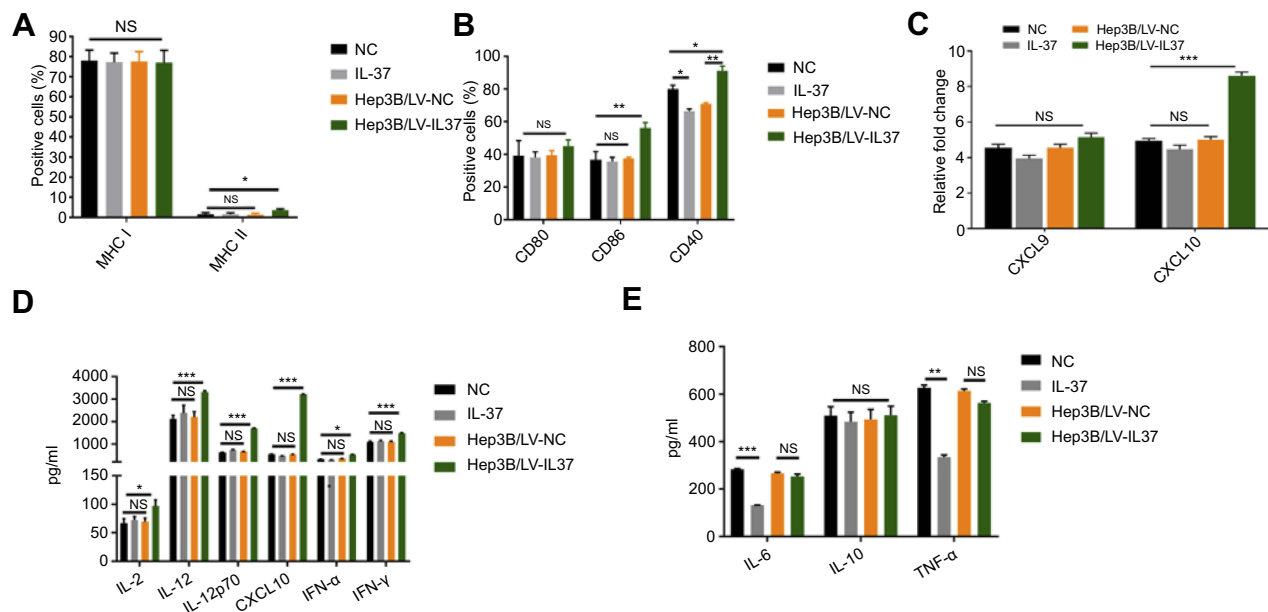 A
NS
90
80
70
60
50
40
30
20
10
0
Positive cells (%)
*
NS
MHC I
MHC II
NC
IL-37
Hep3B/LV-NC
Hep3B/LV-IL37
B
100
80
60
40
20
0
Positive cells (%)
NS
**
NS
*
*
**
CD80
CD86
CD40
NC
IL-37
Hep3B/LV-NC
Hep3B/LV-IL37
C
NC
Hep3B/LV-NC
IL-37
Hep3B/LV-IL37
10
8
6
4
2
0
Relative fold change
NS
***
NS
CXCL9
CXCL10
D
4000
3000
2000
1000
150
100
50
0
pg/ml
*
NS
***
NS
***
NS
***
NS
*
NS
***
NS
IL-2
IL-12
IL-12p70
CXCL10
IFN-α
IFN-γ
NC
IL-37
Hep3B/LV-NC
Hep3B/LV-IL37
E
800
600
400
200
0
pg/ml
***
NS
NS
**
NS
IL-6
IL-10
TNF-α
NC
IL-37
Hep3B/LV-NC
Hep3B/LV-IL37